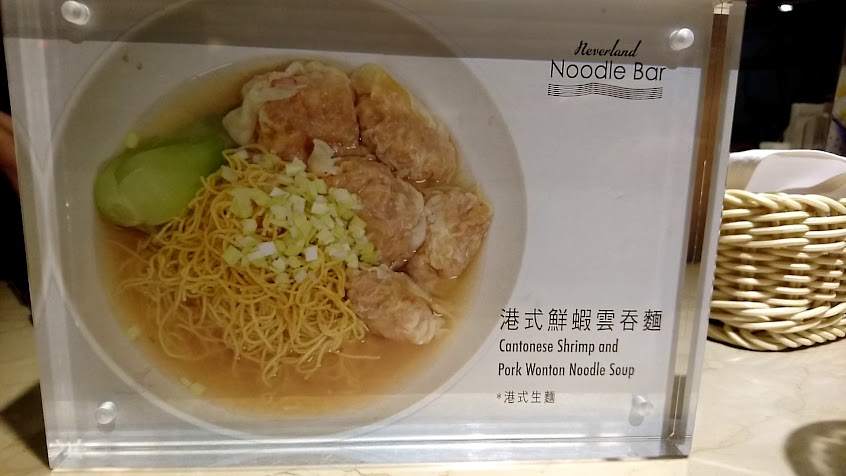 Neverland
Noodle Bar
港式鮮蝦雲吞麵
Cantonese Shrimp and
Pork Wonton Noodle Soup
*港式生麵